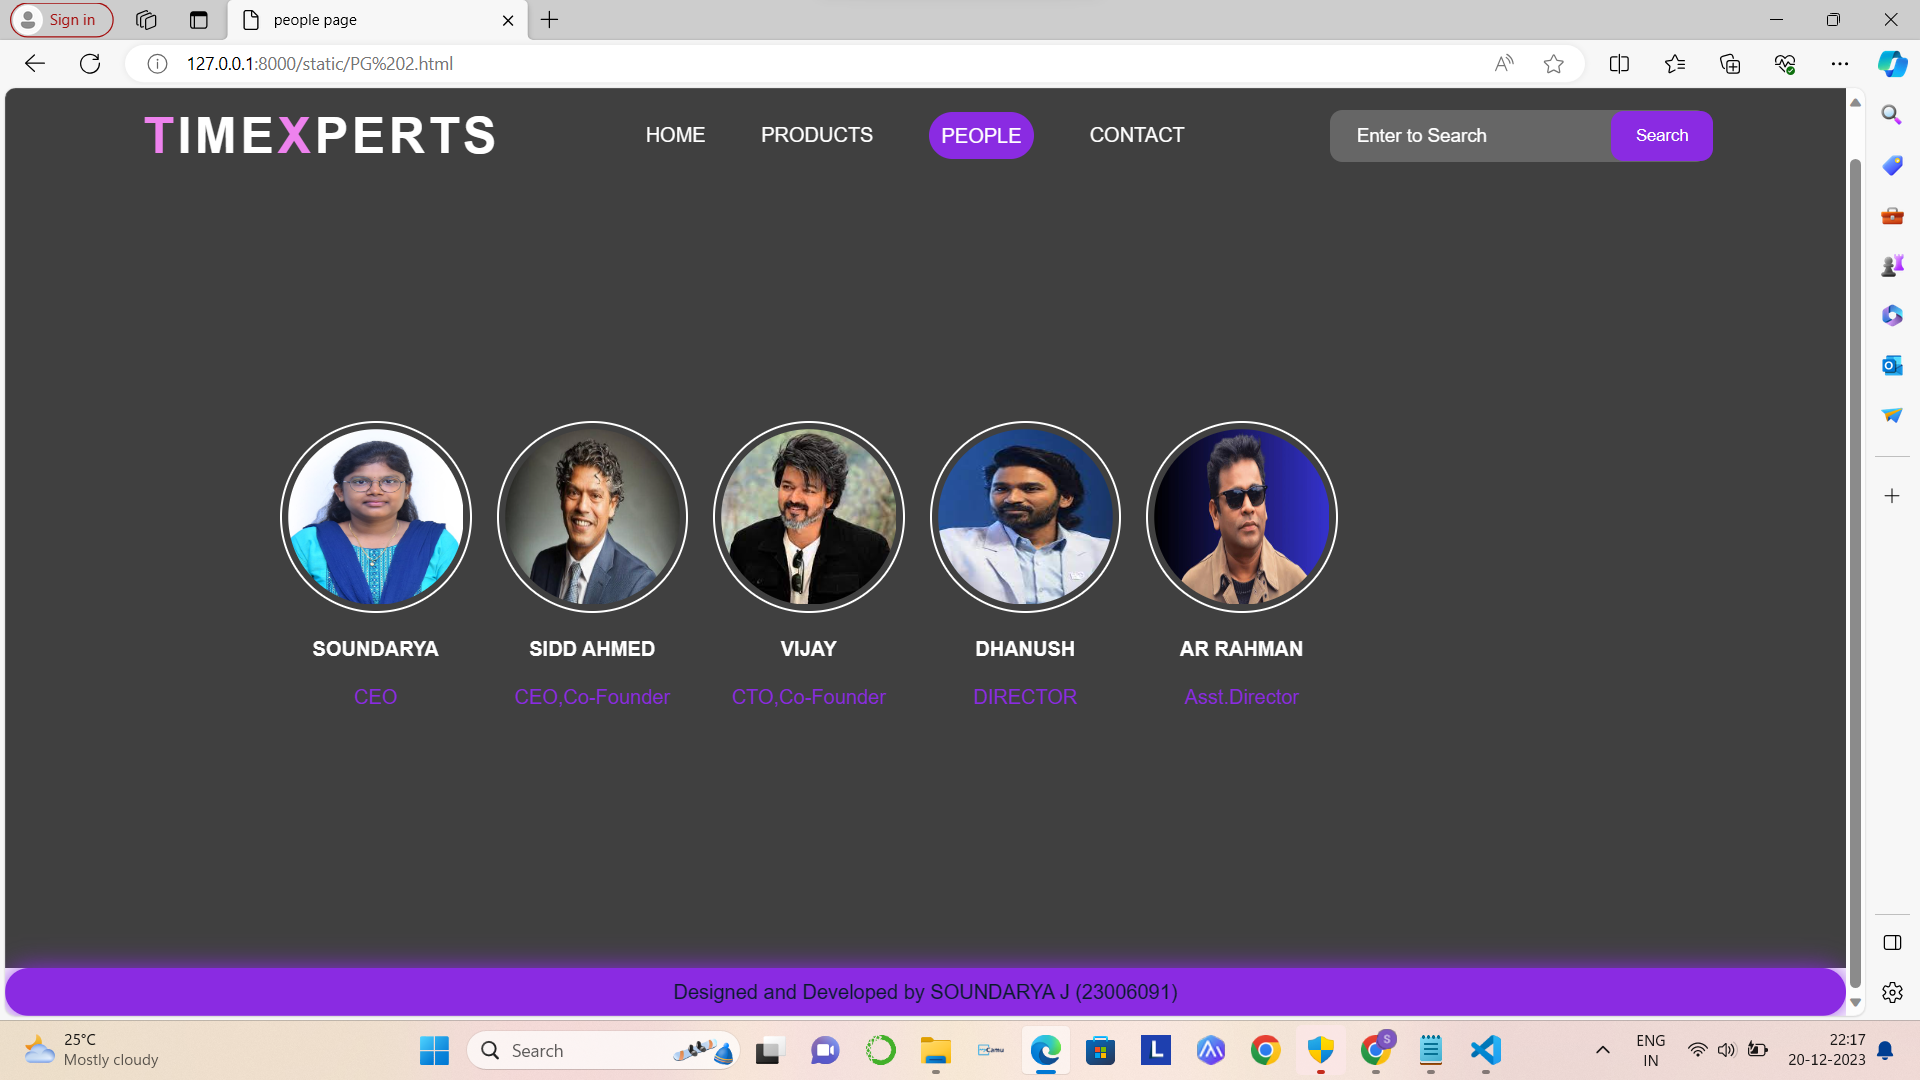 Sign in
people page
127.0.0.1:8000/static/PG%202.html
TIMEXPERTS
HOME PRODUCTS PEOPLE CONTACT
Enter to Search
Search
SOUNDARYA SIDD AHMED VIJAY DHANUSH AR RAHMAN
CEO CEO,Co-Founder CTO,Co-Founder DIRECTOR Asst.Director
Designed and Developed by SOUNDARYA J (23006091)
25°C
Mostly cloudy
Search
ENG
IN
22:17
20-12-2023